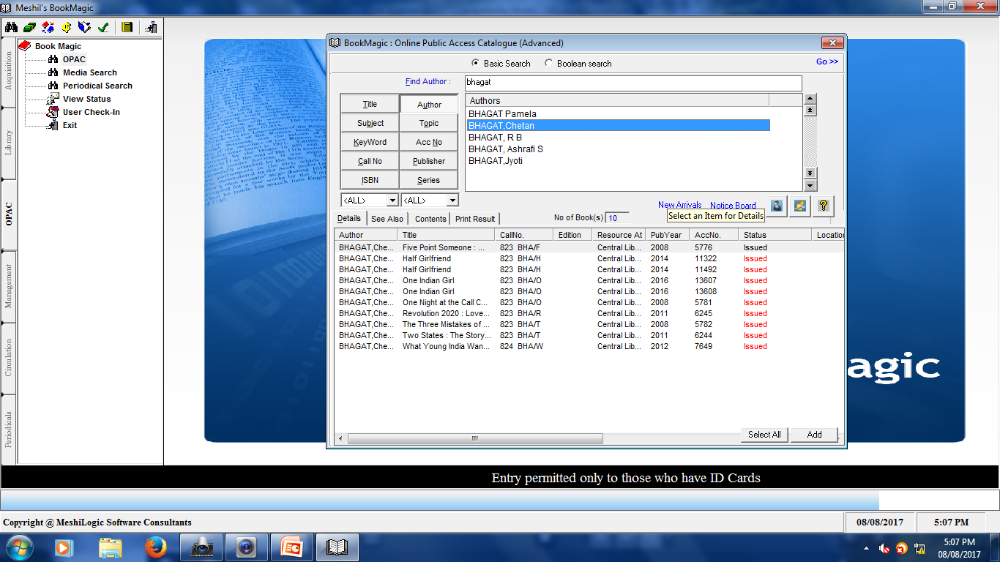 Meshil's BookMagic
Acquisition
Library
OPAC
Management
Circulation
Periodicals
Book Magic
OPAC
Media Search
Periodical Search
View Status
User Check-In
Exit
BookMagic : Online Public Access Catalogue (Advanced)
Basic Search Boolean search Go >>
Find Author : bhagat
Title Author
Subject Topic
KeyWord Acc No
Call No Publisher
ISBN Series
<ALL> <ALL>
Authors
BHAGAT Pamela
BHAGAT,Chetan
BHAGAT, R B
BHAGAT, Ashrafi S
BHAGAT,Jyoti
New Arrivals Notice Board
Select an Item for Details
Details See Also Contents Print Result No of Book(s) 10
Author Title CallNo. Edition Resource At PubYear AccNo. Status Location
BHAGAT,Che... Five Point Someone : ... 823 BHA/F Central Lib... 2008 5776 Issued
BHAGAT,Che... Half Girlfriend 823 BHA/H Central Lib... 2014 11322 Issued
BHAGAT,Che... Half Girlfriend 823 BHA/H Central Lib... 2014 11492 Issued
BHAGAT,Che... One Indian Girl 823 BHA/O Central Lib... 2016 13607 Issued
BHAGAT,Che... One Indian Girl 823 BHA/O Central Lib... 2016 13608 Issued
BHAGAT,Che... One Night at the Call C... 823 BHA/O Central Lib... 2008 5781 Issued
BHAGAT,Che... Revolution 2020 : Love... 823 BHA/R Central Lib... 2011 6245 Issued
BHAGAT,Che... The Three Mistakes of ... 823 BHA/T Central Lib... 2008 5782 Issued
BHAGAT,Che... Two States : The Story... 823 BHA/T Central Lib... 2011 6244 Issued
BHAGAT,Che... What Young India Wan... 824 BHA/W Central Lib... 2012 7649 Issued
Select All Add
agic
Entry permitted only to those who have ID Cards
Copyright @ MeshiLogic Software Consultants 08/08/2017 5:07 PM
5:07 PM
08/08/2017